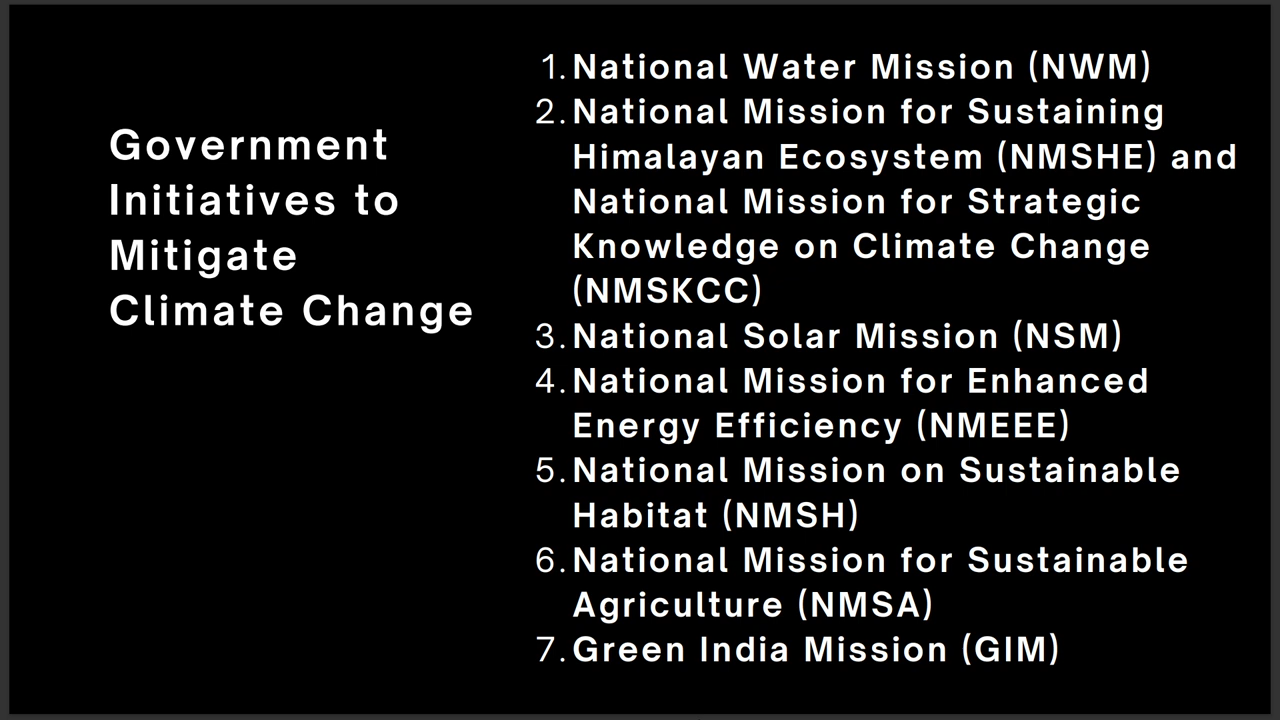 Government
Initiatives to
Mitigate
Climate Change
1. National Water Mission (NWM)
2. National Mission for Sustaining
Himalayan Ecosystem (NMSHE) and
National Mission for Strategic
Knowledge on Climate Change
(NMSKCC)
3. National Solar Mission (NSM)
4. National Mission for Enhanced
Energy Efficiency (NMEEE)
5. National Mission on Sustainable
Habitat (NMSH)
6. National Mission for Sustainable
Agriculture (NMSA)
7. Green India Mission (GIM)